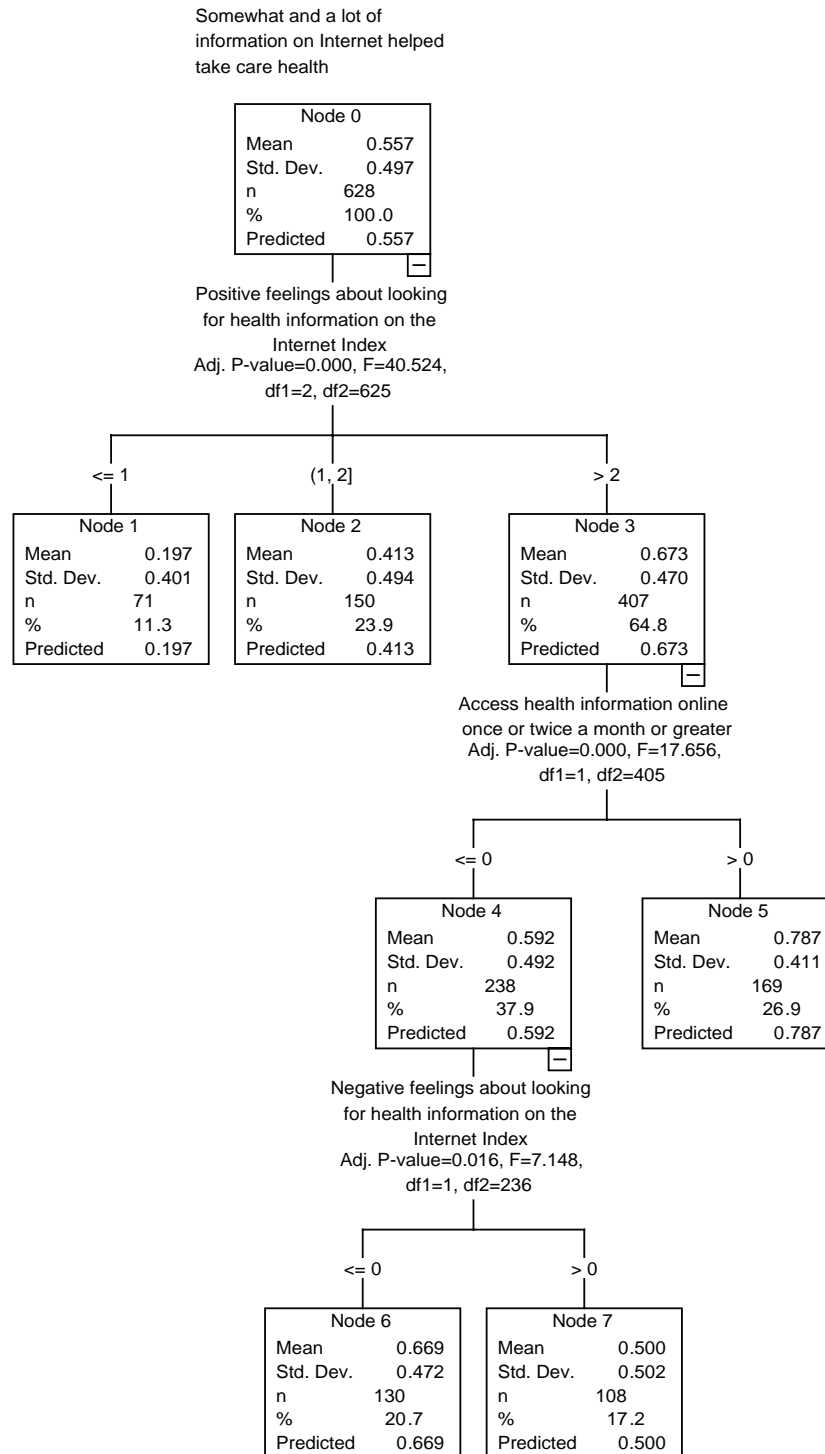 Somewhat and a lot of
information on Internet helped
take care health
Node 0
Mean 0.557
Std. Dev. 0.497
n 628
% 100.0
Predicted 0.557
Positive feelings about looking
for health information on the
Internet Index
Adj. P-value=0.000, F=40.524,
df1=2, df2=625
<= 1
(1, 2]
> 2
Node 1
Mean 0.197
Std. Dev. 0.401
n 71
% 11.3
Predicted 0.197
Node 2
Mean 0.413
Std. Dev. 0.494
n 150
% 23.9
Predicted 0.413
Node 3
Mean 0.673
Std. Dev. 0.470
n 407
% 64.8
Predicted 0.673
Access health information online
once or twice a month or greater
Adj. P-value=0.000, F=17.656,
df1=1, df2=405
<= 0
> 0
Node 4
Mean 0.592
Std. Dev. 0.492
n 238
% 37.9
Predicted 0.592
Node 5
Mean 0.787
Std. Dev. 0.411
n 169
% 26.9
Predicted 0.787
Negative feelings about looking
for health information on the
Internet Index
Adj. P-value=0.016, F=7.148,
df1=1, df2=236
<= 0
> 0
Node 6
Mean 0.669
Std. Dev. 0.472
n 130
% 20.7
Predicted 0.669
Node 7
Mean 0.500
Std. Dev. 0.502
n 108
% 17.2
Predicted 0.500